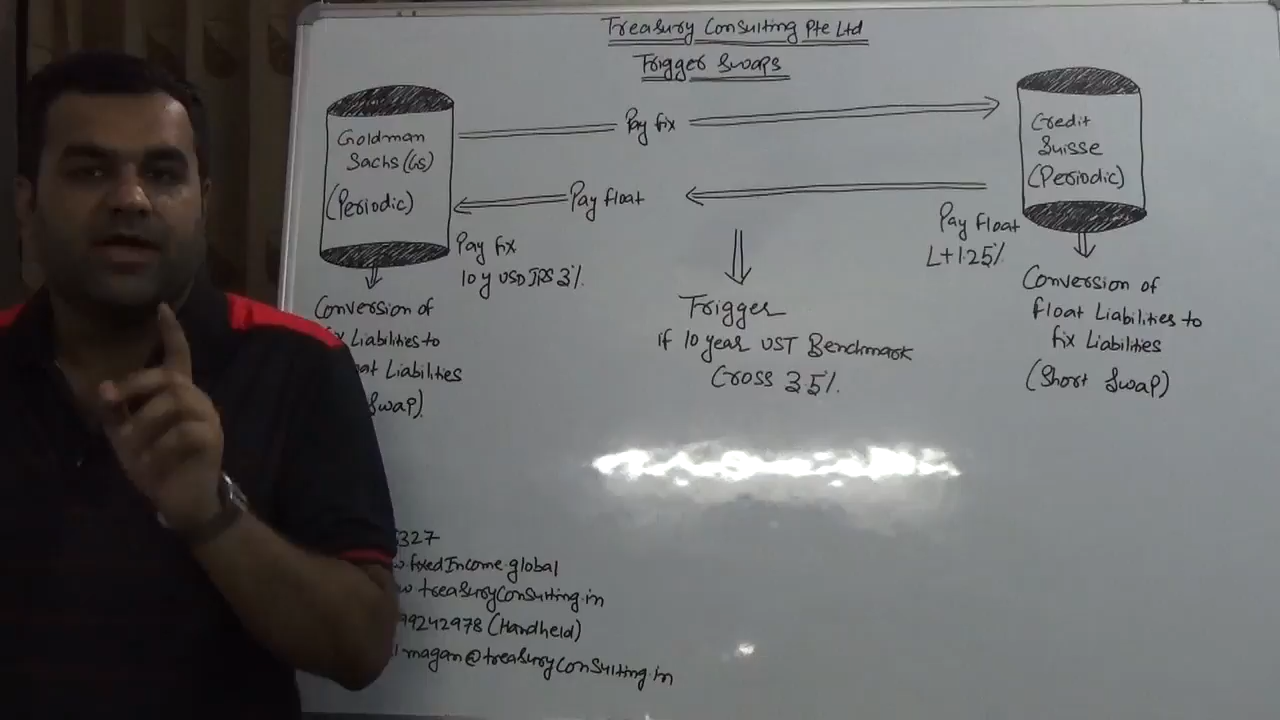 Treasury Consulting Pte Ltd
Trigger Swaps
Goldman
Sachs (GS)
(Periodic)
Pay fix
Credit
Suisse
(Periodic)
Pay float
Pay fix
10 y USD IRS 3%
Pay float
L+1.25%
Conversion of
Liabilities to
Liabilities
Swap)
Trigger
if 10 year UST Benchmark
Cross 3.5%
Conversion of
float Liabilities to
fix Liabilities
(Short Swap)
327
fixedIncome.global
treasuryConsulting.in
99242978 (Handheld)
magan@treasuryConsulting.in